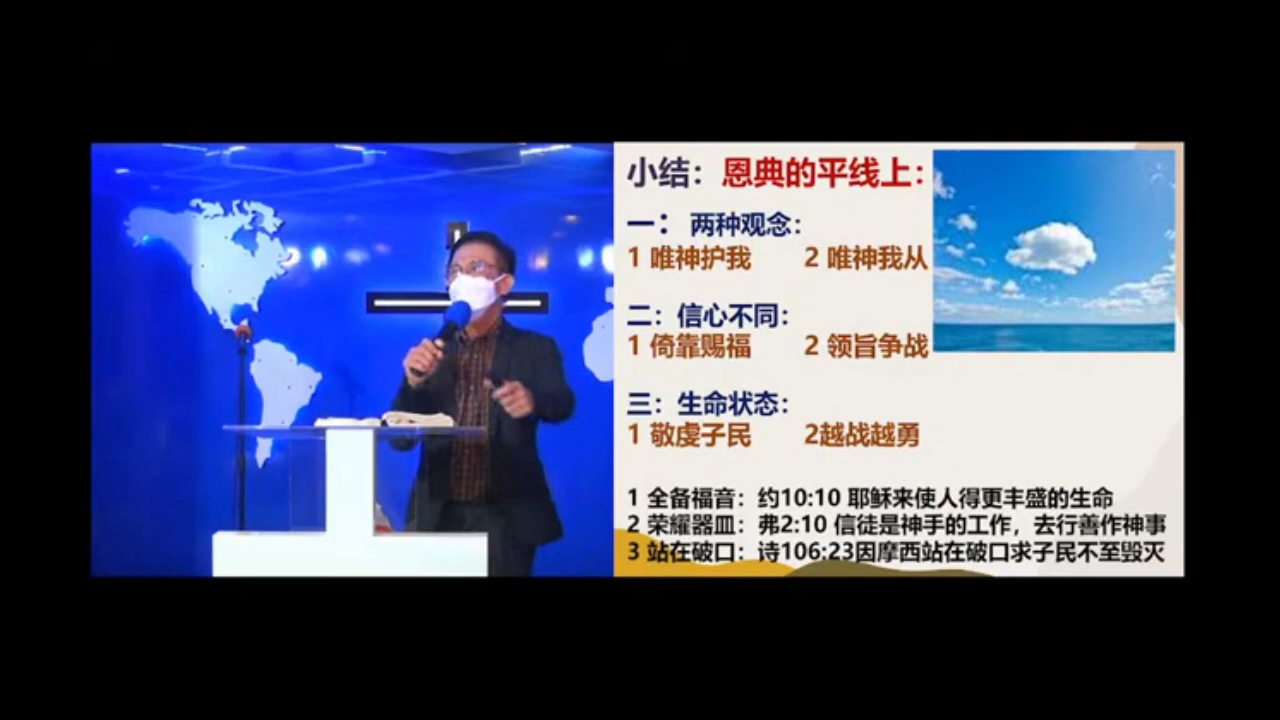 小结：恩典的平线上：
一：两种观念：
1 唯神护我 2 唯神我从
二：信心不同：
1 倚靠赐福 2 领旨争战
三：生命状态：
1 敬虔子民 2越战越勇
1 全备福音：约10:10 耶稣来使人得更丰盛的生命
2 荣耀器皿：弗2:10 信徒是神手的工作，去行善作神事
3 站在破口：诗106:23因摩西站在破口求子民不至毁灭